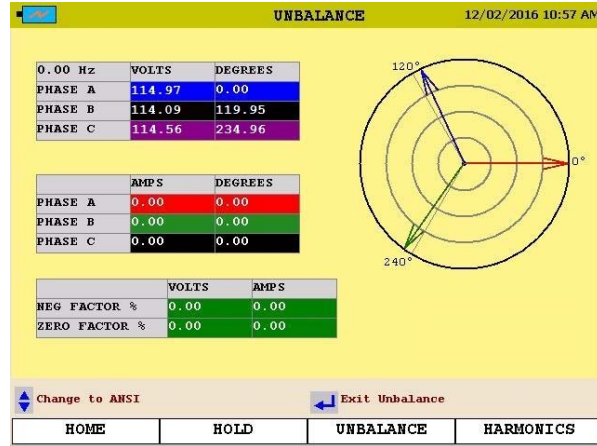 UNBALANCE 12/02/2016 10:57 AM
0.00 Hz VOLTS DEGREES
PHASE A 114.97 0.00
PHASE B 114.09 119.95
PHASE C 114.56 234.96
AMPS DEGREES
PHASE A 0.00 0.00
PHASE B 0.00 0.00
PHASE C 0.00 0.00
VOLTS AMPS
NEG FACTOR % 0.00 0.00
ZERO FACTOR % 0.00 0.00
120°
0°
240°
Change to ANSI Exit Unbalance
HOME HOLD UNBALANCE HARMONICS